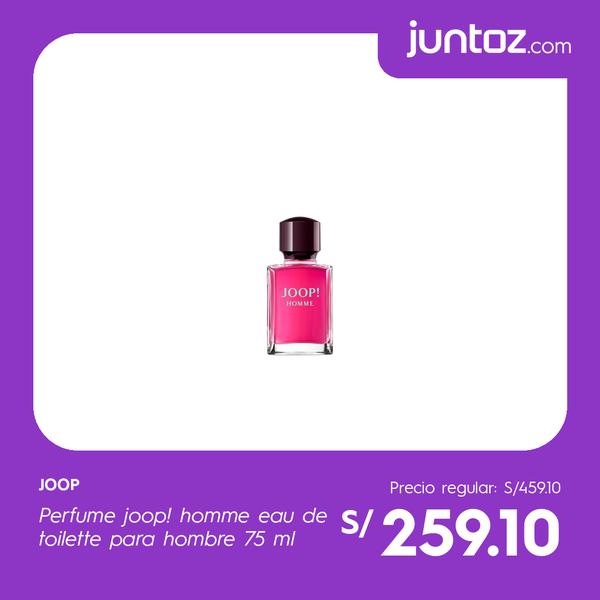 juntoz.com
JOOP!
HOMME
JOOP
Perfume joop! homme eau de
toilette para hombre 75 ml
Precio regular: S/459.10
S/259.10